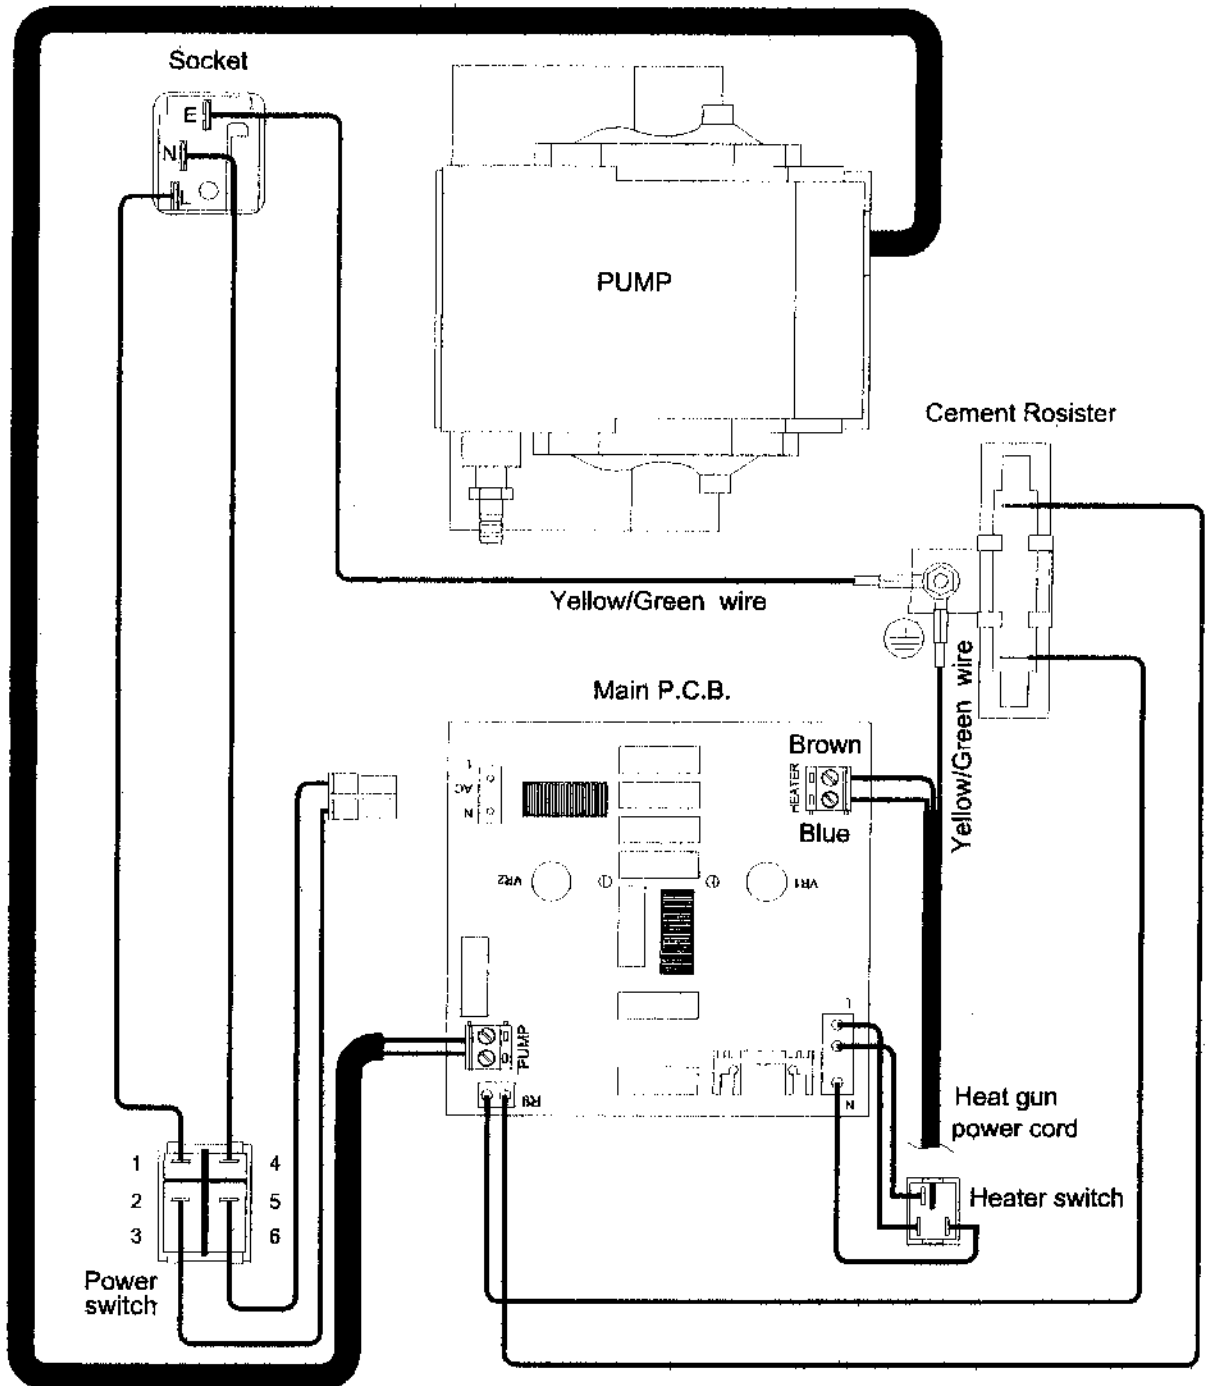 Socket
E
N
L
PUMP
Cement Rosister
Yellow/Green wire
Yellow/Green wire
Main P.C.B.
Brown
HEATER
Blue
L
AC
N
VR2
VR1
PUMP
R8
L
N
Heat gun
power cord
Heater switch
1
4
2
5
3
6
Power
switch